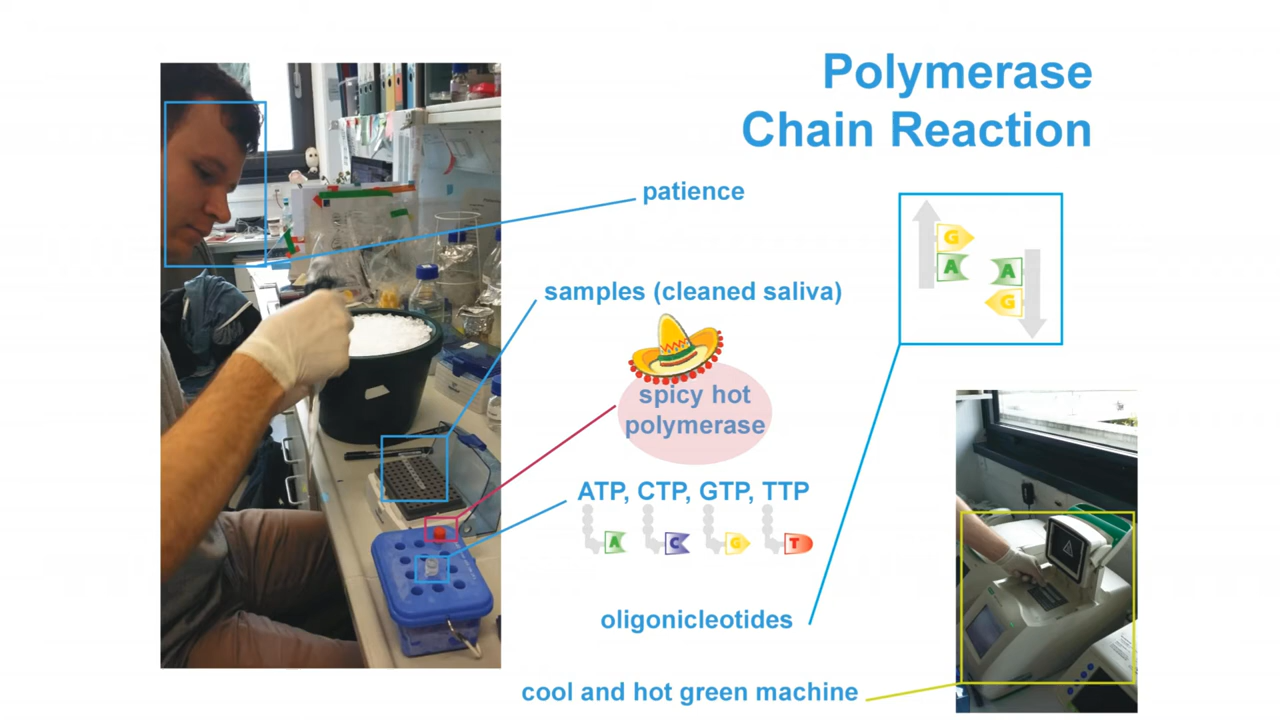 Polymerase
Chain Reaction
patience
samples (cleaned saliva)
spicy hot
polymerase
ATP, CTP, GTP, TTP
A C G T
G
A A
G
oligonicleotides
cool and hot green machine